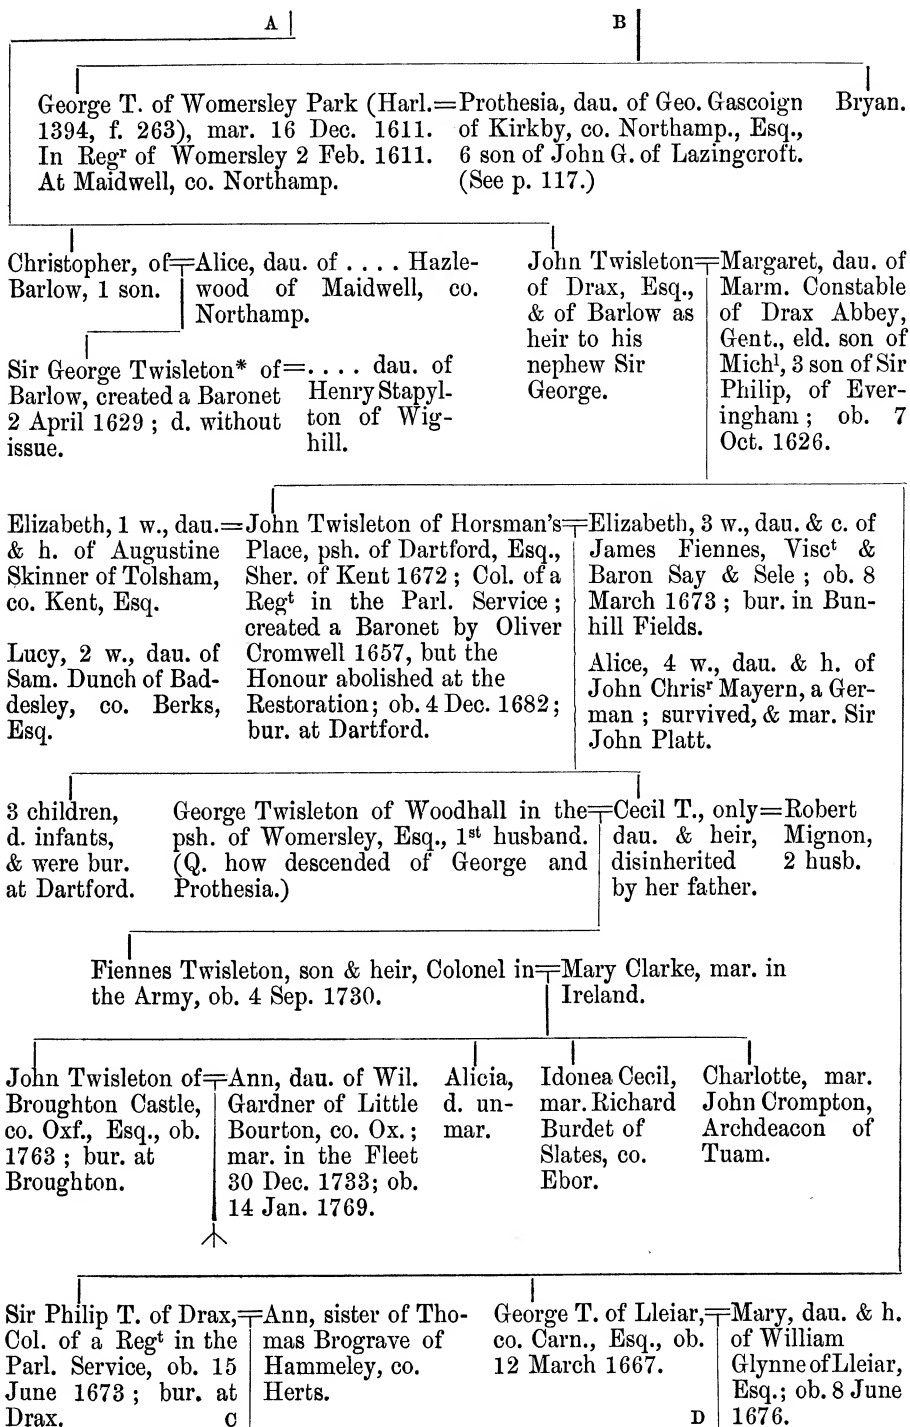 A
B
George T. of Womersley Park (Harl.=
1394, f. 263), mar. 16 Dec. 1611.
In Regr of Womersley 2 Feb. 1611.
At Maidwell, co. Northamp.
Prothesia, dau. of Geo. Gascoign
of Kirkby, co. Northamp., Esq.,
6 son of John G. of Lazingcroft.
(See p. 117.)
Bryan.
Christopher, of
Barlow, 1 son.
Alice, dau. of . . . . Hazle-
wood of Maidwell, co.
Northamp.
John Twisleton
of Drax, Esq.,
& of Barlow as
heir to his
nephew Sir
George.
Margaret, dau. of
Marm. Constable
of Drax Abbey,
Gent., eld. son of
Michl, 3 son of Sir
Philip, of Ever-
ingham ; ob. 7
Oct. 1626.
Sir George Twisleton* of=
Barlow, created a Baronet
2 April 1629 ; d. without
issue.
. . . . dau. of
Henry Stapyl-
ton of Wig-
hill.
Elizabeth, 1 w., dau.=
& h. of Augustine
Skinner of Tolsham,
co. Kent, Esq.
Lucy, 2 w., dau. of
Sam. Dunch of Bad-
desley, co. Berks,
Esq.
John Twisleton of Horsman's
Place, psh. of Dartford, Esq.,
Sher. of Kent 1672 ; Col. of a
Regt in the Parl. Service ;
created a Baronet by Oliver
Cromwell 1657, but the
Honour abolished at the
Restoration; ob. 4 Dec. 1682 ;
bur. at Dartford.
Elizabeth, 3 w., dau. & c. of
James Fiennes, Visct &
Baron Say & Sele ; ob. 8
March 1673 ; bur. in Bun-
hill Fields.
Alice, 4 w., dau. & h. of
John Chrisr Mayern, a Ger-
man ; survived, & mar. Sir
John Platt.
3 children,
d. infants,
& were bur.
at Dartford.
George Twisleton of Woodhall in the
psh. of Womersley, Esq., 1st husband.
(Q. how descended of George and
Prothesia.)
Cecil T., only=
dau. & heir,
disinherited
by her father.
Robert
Mignon,
2 husb.
Fiennes Twisleton, son & heir, Colonel in
the Army, ob. 4 Sep. 1730.
Mary Clarke, mar. in
Ireland.
John Twisleton of
Broughton Castle,
co. Oxf., Esq., ob.
1763 ; bur. at
Broughton.
Ann, dau. of Wil.
Gardner of Little
Bourton, co. Ox. ;
mar. in the Fleet
30 Dec. 1733; ob.
14 Jan. 1769.
Alicia,
d. un-
mar.
Idonea Cecil,
mar. Richard
Burdet of
Slates, co.
Ebor.
Charlotte, mar.
John Crompton,
Archdeacon of
Tuam.
Sir Philip T. of Drax,
Col. of a Regt in the
Parl. Service, ob. 15
June 1673 ; bur. at
Drax.
C
Ann, sister of Tho-
mas Brograve of
Hammeley, co.
Herts.
George T. of Lleiar,
co. Carn., Esq., ob.
12 March 1667.
D
Mary, dau. & h.
of William
Glynne of Lleiar,
Esq.; ob. 8 June
1676.